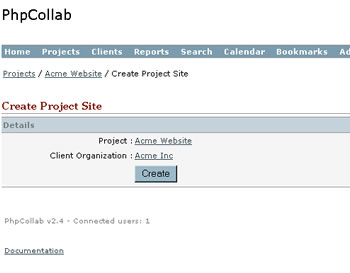 PhpCollab
Home Projects Clients Reports Search Calendar Bookmarks
Projects / Acme Website / Create Project Site
Create Project Site
Details
Project : Acme Website
Client Organization : Acme Inc
Create
PhpCollab v2.4 - Connected users: 1
Documentation